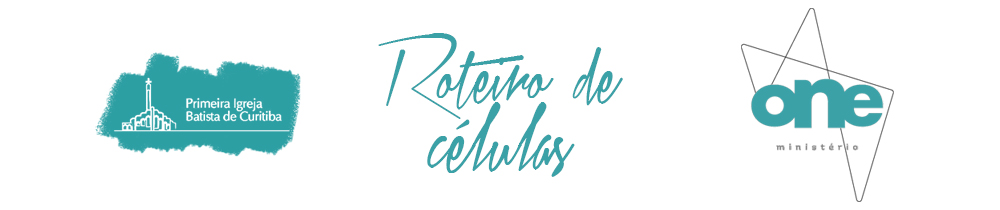 Primeira Igreja
Batista de Curitiba
Roteiro de
células
one
ministério